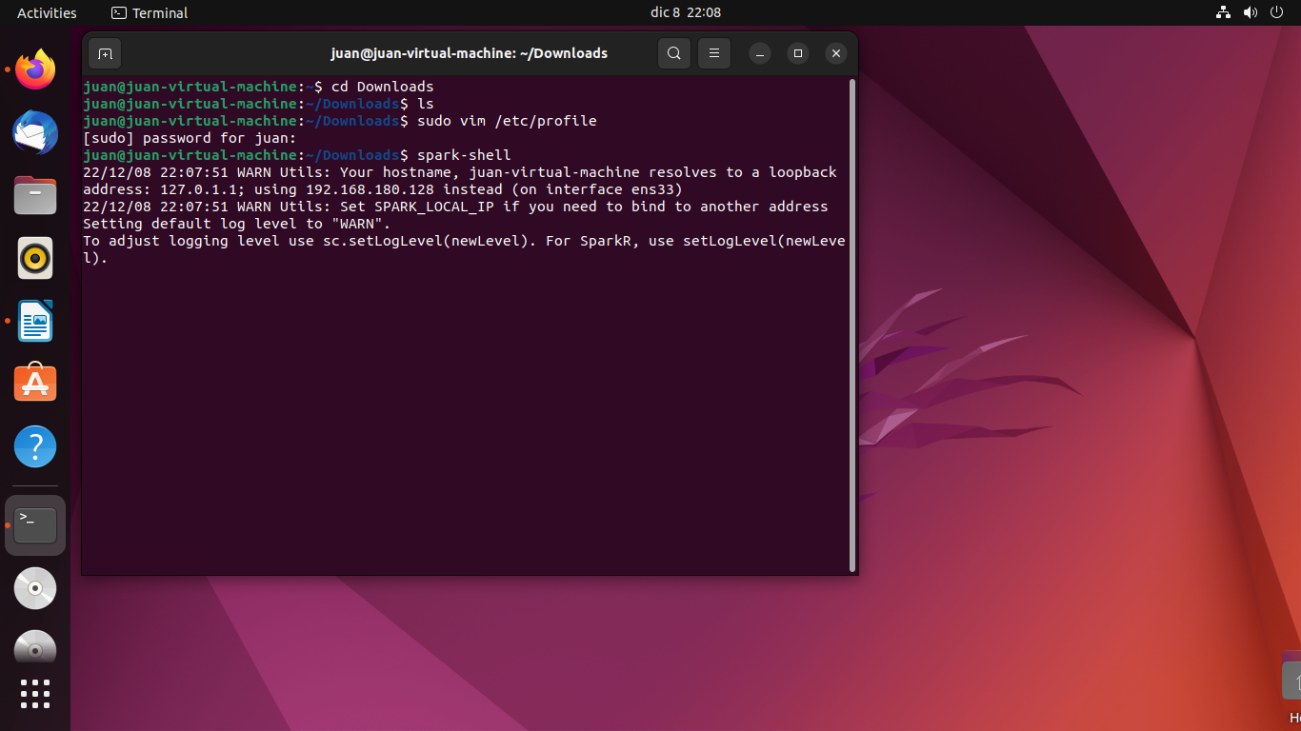 Activities
Terminal
dic 8 22:08
juan@juan-virtual-machine: ~/Downloads
juan@juan-virtual-machine:~$ cd Downloads
juan@juan-virtual-machine:~/Downloads$ ls
juan@juan-virtual-machine:~/Downloads$ sudo vim /etc/profile
[sudo] password for juan:
juan@juan-virtual-machine:~/Downloads$ spark-shell
22/12/08 22:07:51 WARN Utils: Your hostname, juan-virtual-machine resolves to a loopback
address: 127.0.1.1; using 192.168.180.128 instead (on interface ens33)
22/12/08 22:07:51 WARN Utils: Set SPARK_LOCAL_IP if you need to bind to another address
Setting default log level to "WARN".
To adjust logging level use sc.setLogLevel(newLevel). For SparkR, use setLogLevel(newLeve
l).